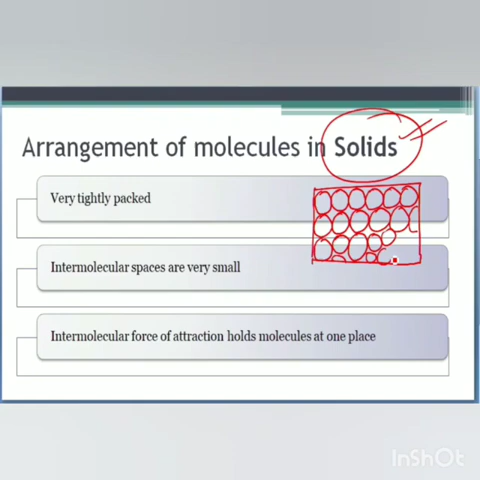 Arrangement of molecules in Solids
Very tightly packed
Intermolecular spaces are very small
Intermolecular force of attraction holds molecules at one place
InShOt